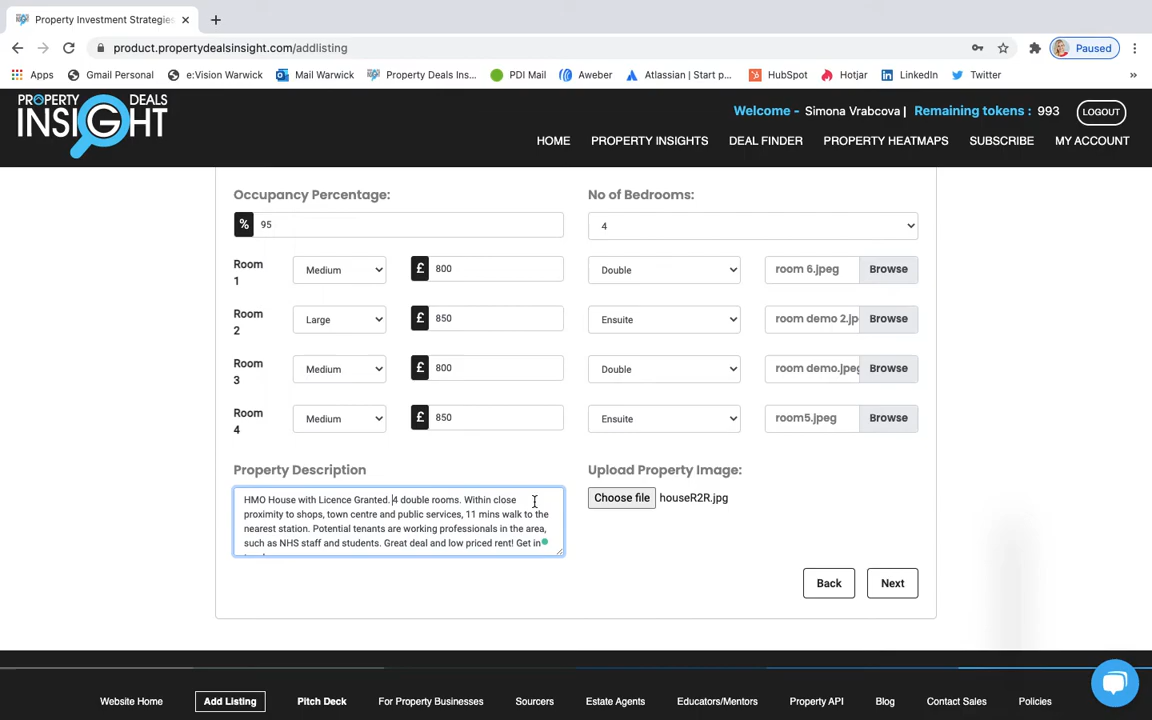 Property Investment Strategies
product.propertydealsinsight.com/addlisting
Paused
Apps
Gmail Personal
e:Vision Warwick
Mail Warwick
Property Deals Ins...
PDI Mail
Aweber
Atlassian | Start p...
HubSpot
Hotjar
LinkedIn
Twitter
»
PROPERTY DEALS
INSIGHT
Welcome - Simona Vrabcova | Remaining tokens : 993
LOGOUT
HOME
PROPERTY INSIGHTS
DEAL FINDER
PROPERTY HEATMAPS
SUBSCRIBE
MY ACCOUNT
Occupancy Percentage:
No of Bedrooms:
% 95
4
Room 1
Medium
£ 800
Double
room 6.jpeg
Browse
Room 2
Large
£ 850
Ensuite
room demo 2.jp
Browse
Room 3
Medium
£ 800
Double
room demo.jpeg
Browse
Room 4
Medium
£ 850
Ensuite
room5.jpeg
Browse
Property Description
Upload Property Image:
HMO House with Licence Granted. 4 double rooms. Within close
proximity to shops, town centre and public services, 11 mins walk to the
nearest station. Potential tenants are working professionals in the area,
such as NHS staff and students. Great deal and low priced rent! Get in
Choose file houseR2R.jpg
Back
Next
Website Home
Add Listing
Pitch Deck
For Property Businesses
Sourcers
Estate Agents
Educators/Mentors
Property API
Blog
Contact Sales
Policies